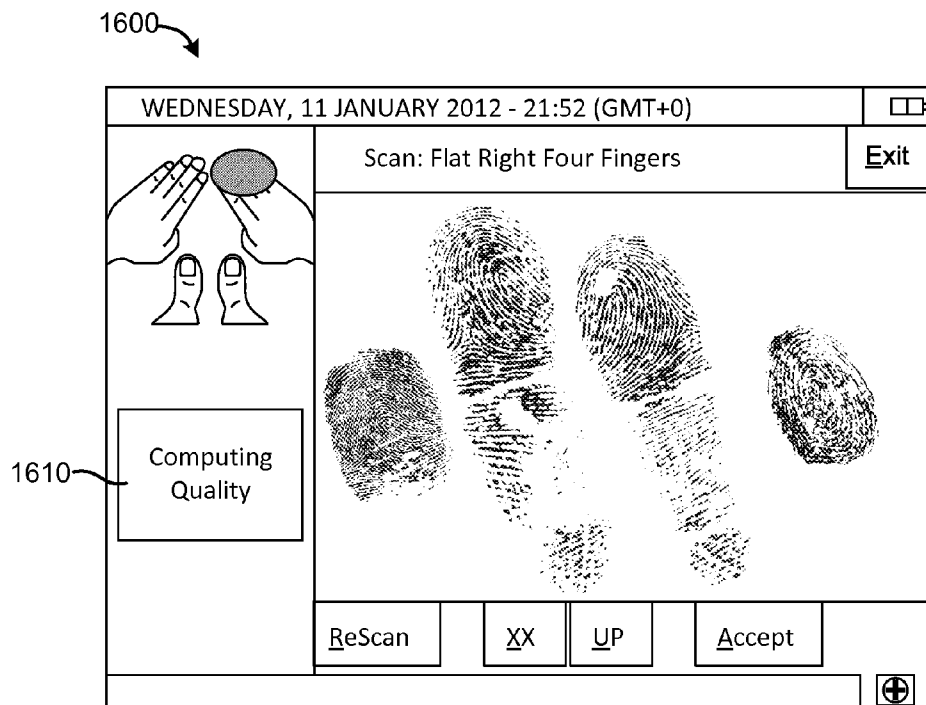 1600
WEDNESDAY, 11 JANUARY 2012 - 21:52 (GMT+0)
Scan: Flat Right Four Fingers
Exit
1610
Computing
Quality
ReScan
XX
UP
Accept